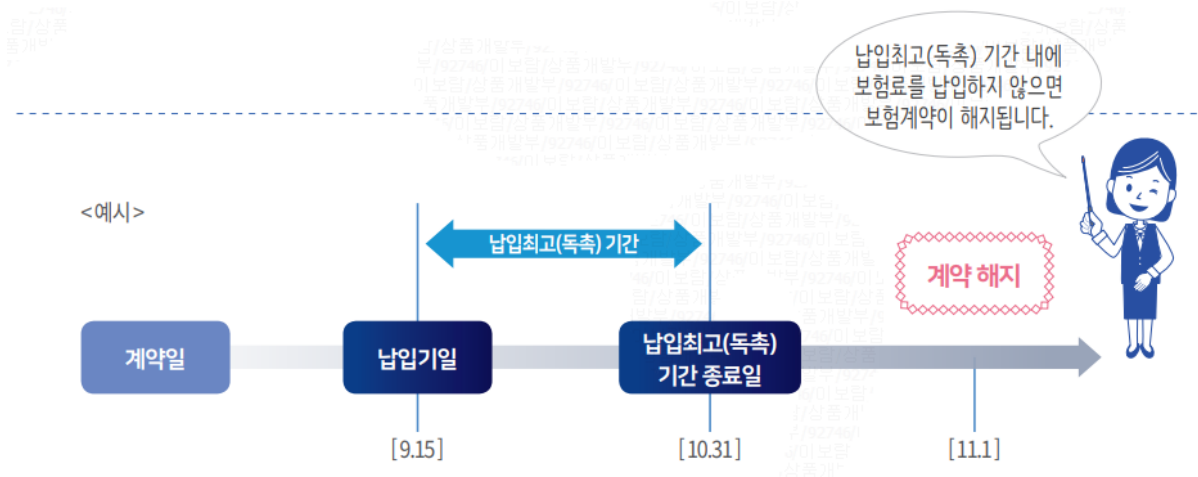 납입최고(독촉) 기간 내에
보험료를 납입하지 않으면
보험계약이 해지됩니다.
<예시>
납입최고(독촉) 기간
계약 해지
계약일
납입기일
납입최고(독촉)
기간 종료일
[9.15]
[10.31]
[11.1]